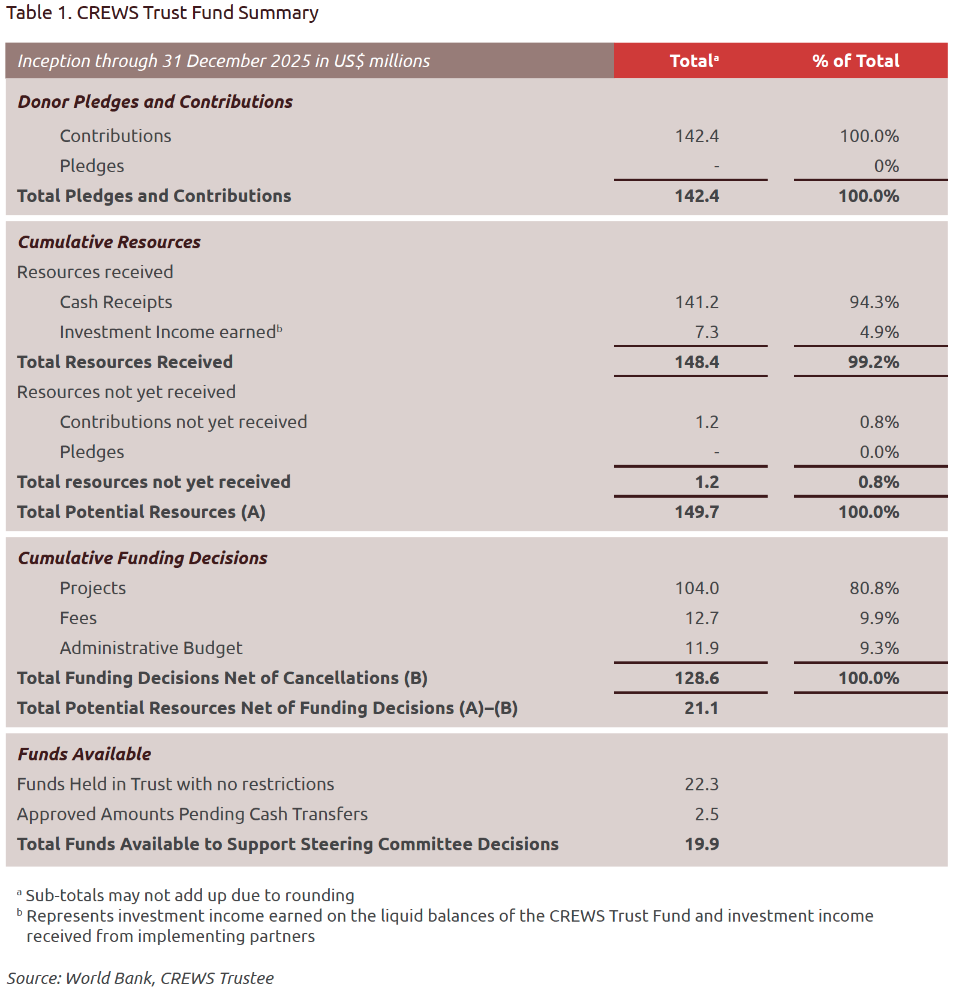 Table 1. CREWS Trust Fund Summary
Inception through 31 December 2025 in US$ millions Totalᵃ % of Total
Donor Pledges and Contributions
Contributions 142.4 100.0%
Pledges - 0%
Total Pledges and Contributions 142.4 100.0%
Cumulative Resources
Resources received
Cash Receipts 141.2 94.3%
Investment Income earnedᵇ 7.3 4.9%
Total Resources Received 148.4 99.2%
Resources not yet received
Contributions not yet received 1.2 0.8%
Pledges - 0.0%
Total resources not yet received 1.2 0.8%
Total Potential Resources (A) 149.7 100.0%
Cumulative Funding Decisions
Projects 104.0 80.8%
Fees 12.7 9.9%
Administrative Budget 11.9 9.3%
Total Funding Decisions Net of Cancellations (B) 128.6 100.0%
Total Potential Resources Net of Funding Decisions (A)–(B) 21.1
Funds Available
Funds Held in Trust with no restrictions 22.3
Approved Amounts Pending Cash Transfers 2.5
Total Funds Available to Support Steering Committee Decisions 19.9
ᵃ Sub-totals may not add up due to rounding
ᵇ Represents investment income earned on the liquid balances of the CREWS Trust Fund and investment income
received from implementing partners
Source: World Bank, CREWS Trustee